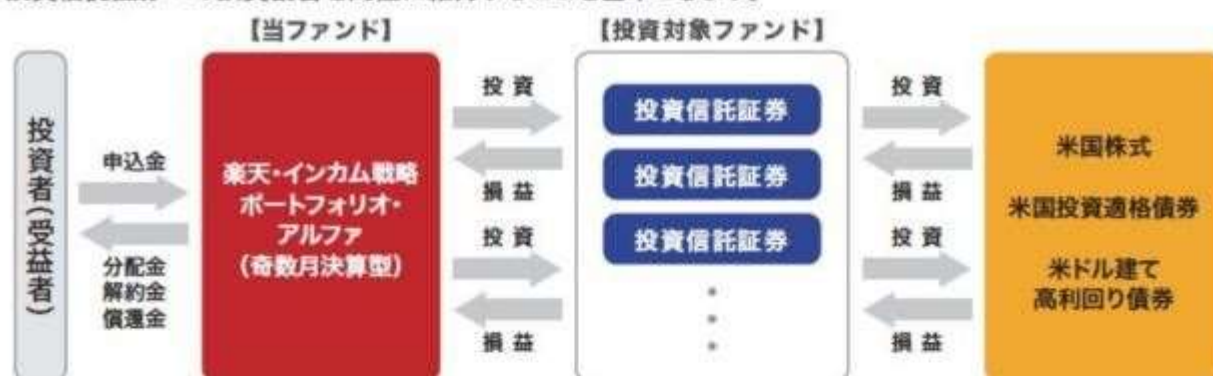 【当ファンド】
【投資対象ファンド】
投資者(受益者)
申込金
分配金
解約金
償還金
楽天・インカム戦略
ポートフォリオ・
アルファ
(奇数月決算型)
投資
損益
投資
損益
投資信託証券
投資信託証券
投資信託証券
投資
損益
投資
損益
米国株式
米国投資適格債券
米ドル建て
高利回り債券